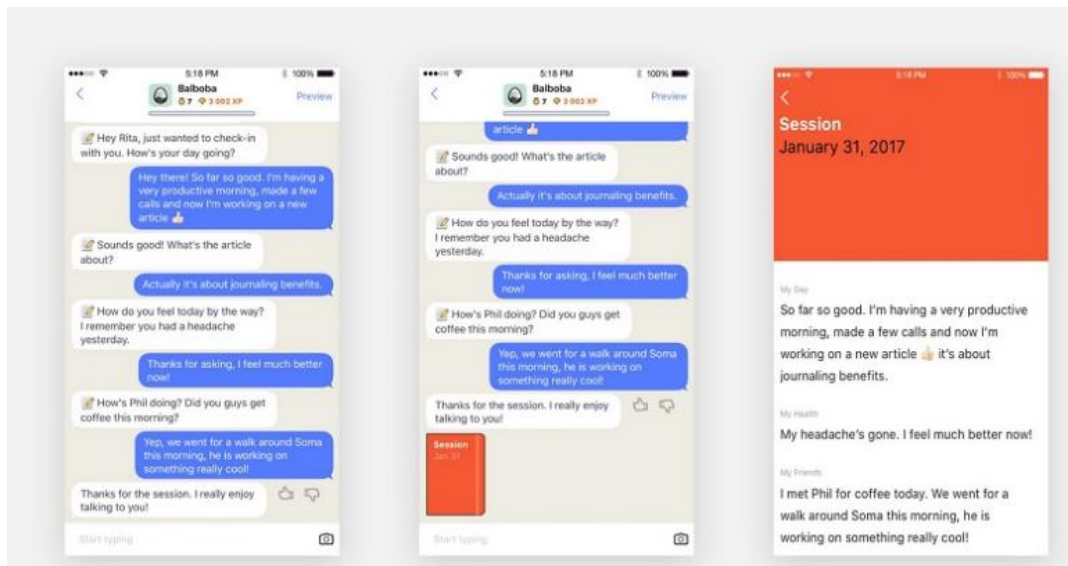 5:18 PM
100%
Balboba
7 3 002 XP
Preview
Hey Rita, just wanted to check-in
with you. How's your day going?
Hey there! So far so good. I'm having a
very productive morning, made a few
calls and now I'm working on a new
article 👍🏻
Sounds good! What's the article
about?
Actually it's about journaling benefits.
How do you feel today by the way?
I remember you had a headache
yesterday.
Thanks for asking, I feel much better
now!
How's Phil doing? Did you guys get
coffee this morning?
Yep, we went for a walk around Soma
this morning, he is working on
something really cool!
Thanks for the session. I really enjoy
talking to you!
Start typing
5:18 PM
100%
Balboba
7 3 002 XP
Preview
article 👍🏻
Sounds good! What's the article
about?
Actually it's about journaling benefits.
How do you feel today by the way?
I remember you had a headache
yesterday.
Thanks for asking, I feel much better
now!
How's Phil doing? Did you guys get
coffee this morning?
Yep, we went for a walk around Soma
this morning, he is working on
something really cool!
Thanks for the session. I really enjoy
talking to you!
Session
Jan 31
Start typing
5:18 PM
100%
Session
January 31, 2017
My Day
So far so good. I'm having a very productive
morning, made a few calls and now I'm
working on a new article 👍🏻 it's about
journaling benefits.
My Health
My headache's gone. I feel much better now!
My Friends
I met Phil for coffee today. We went for a
walk around Soma this morning, he is
working on something really cool!